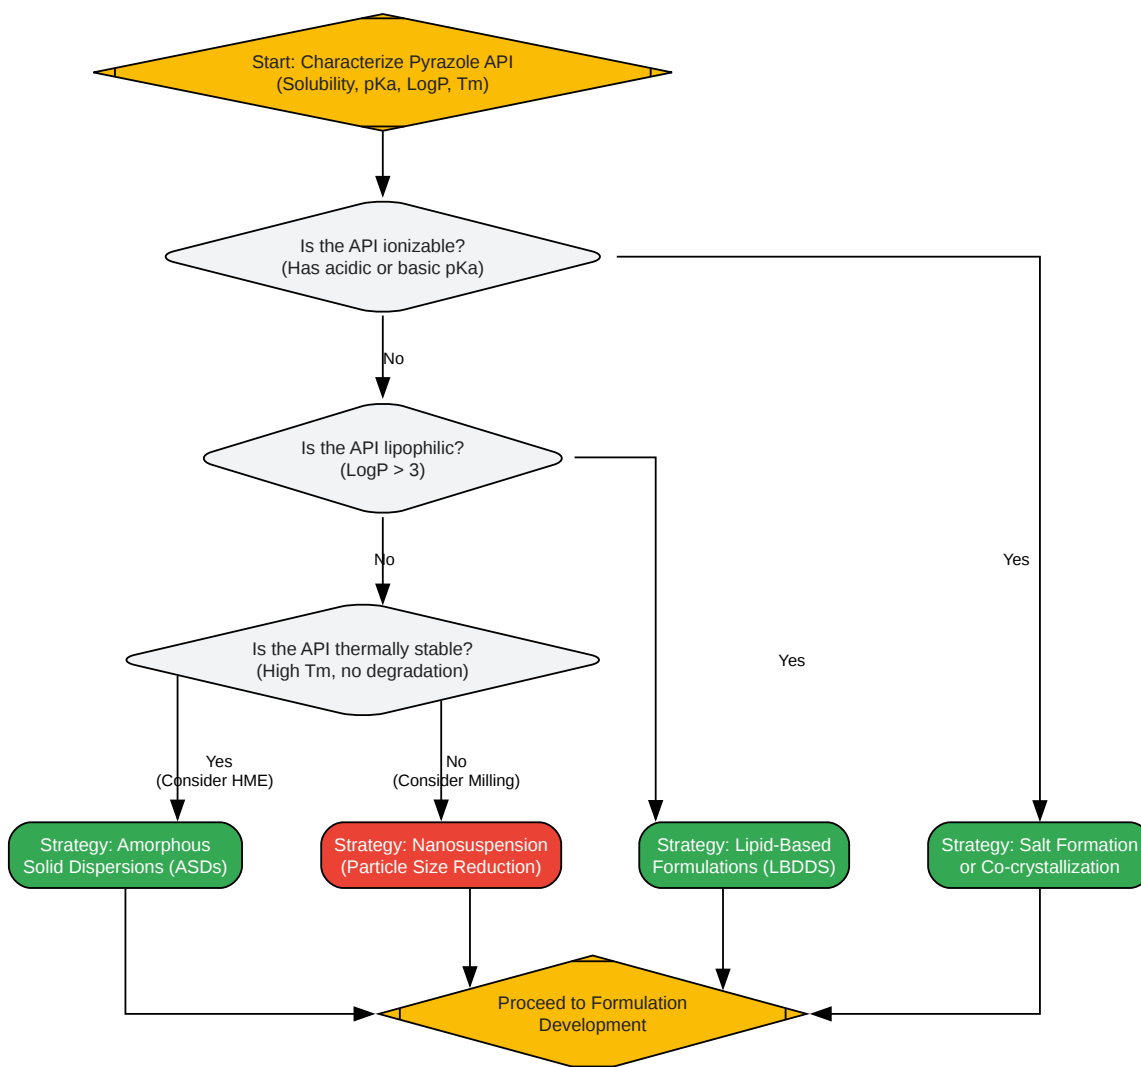 Start: Characterize Pyrazole API
(Solubility, pKa, LogP, Tm)
Is the API ionizable?
(Has acidic or basic pKa)
No
Is the API lipophilic?
(LogP > 3)
No
Yes
Is the API thermally stable?
(High Tm, no degradation)
Yes
Yes
(Consider HME)
No
(Consider Milling)
Strategy: Amorphous
Solid Dispersions (ASDs)
Strategy: Nanosuspension
(Particle Size Reduction)
Strategy: Lipid-Based
Formulations (LBDDS)
Strategy: Salt Formation
or Co-crystallization
Proceed to Formulation
Development